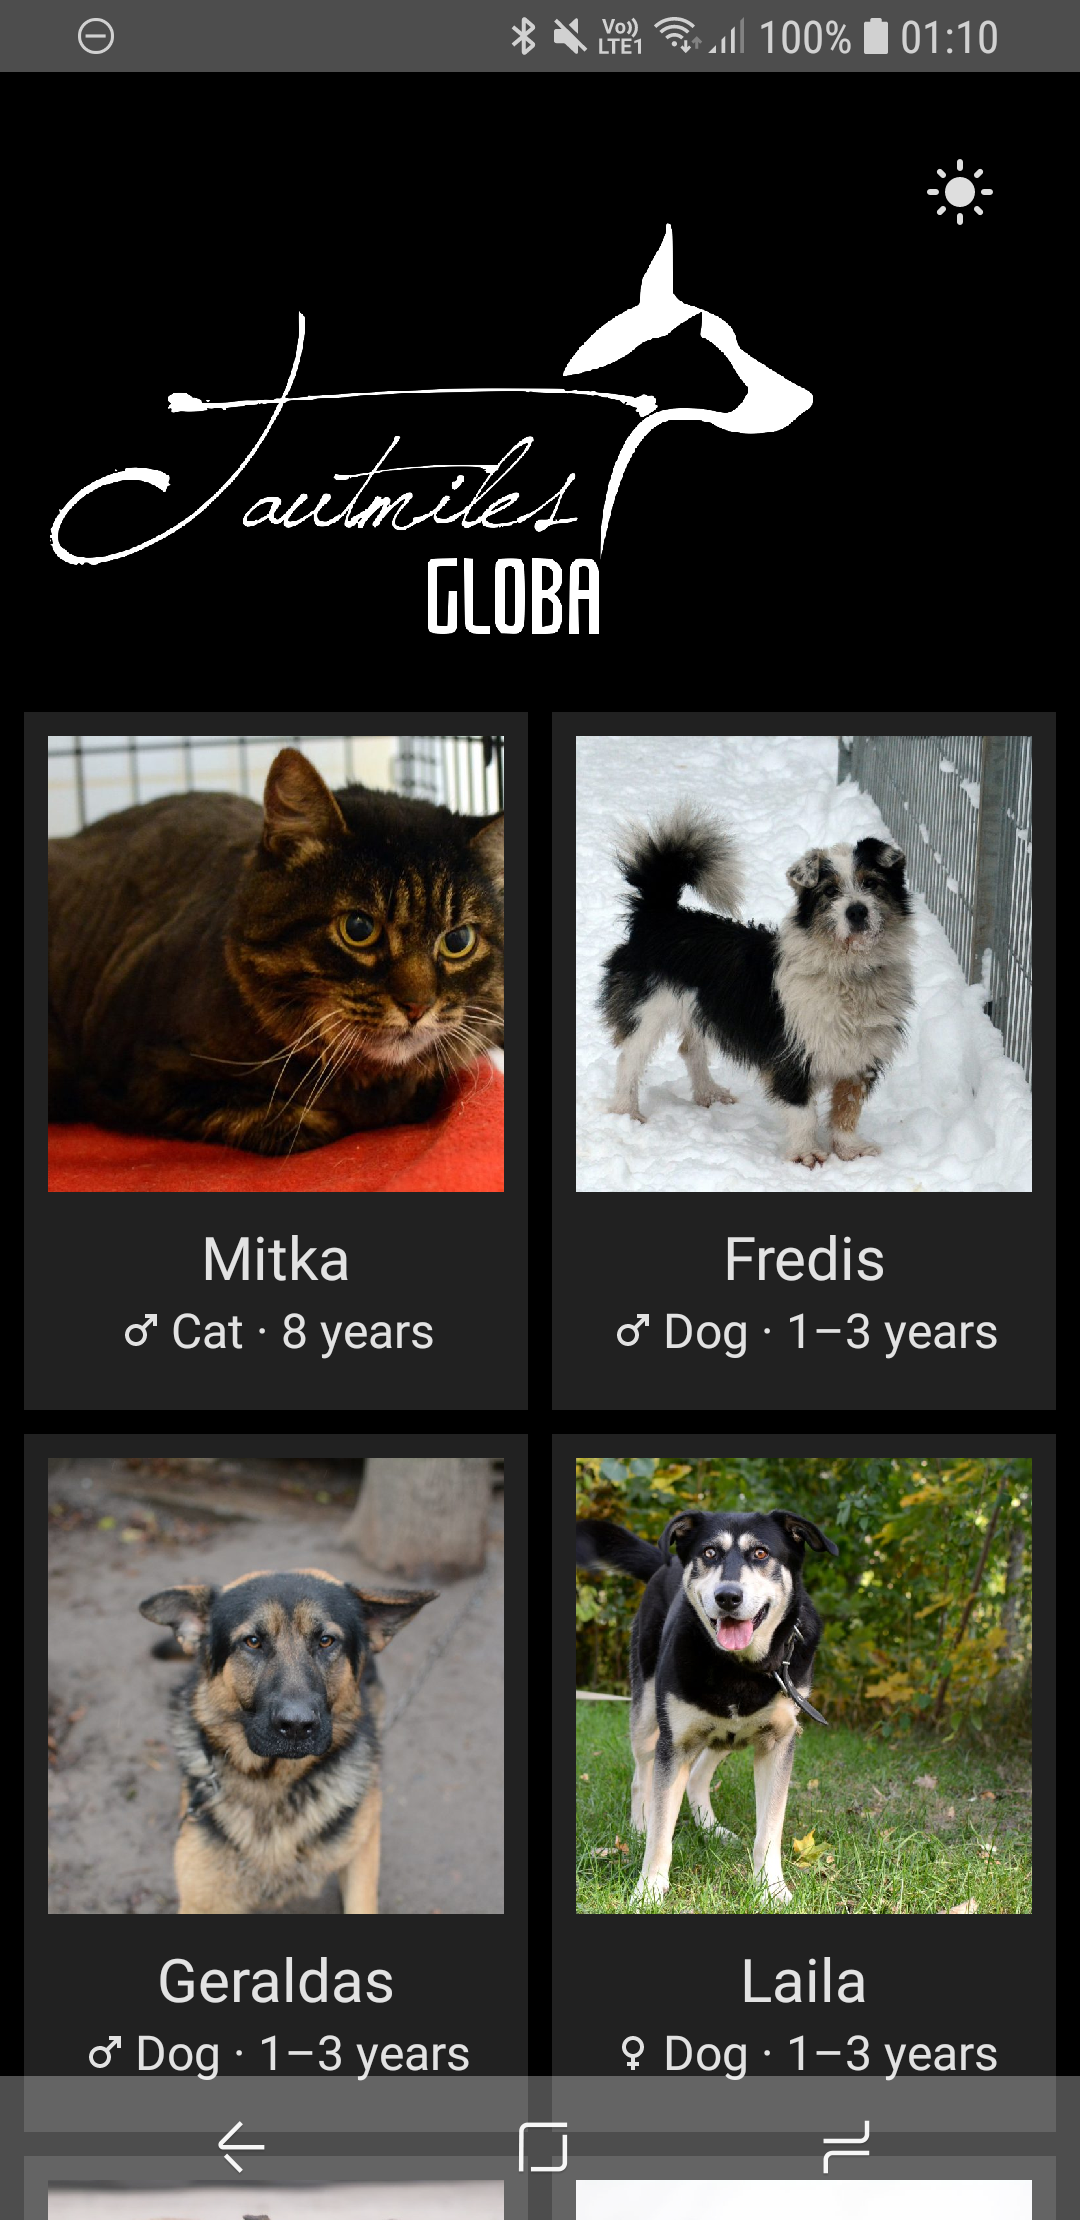 Vo)) LTE1 100% 01:10
Tautmiles
GLOBA
Mitka
♂ Cat · 8 years
Fredis
♂ Dog · 1–3 years
Geraldas
♂ Dog · 1–3 years
Laila
♀ Dog · 1–3 years